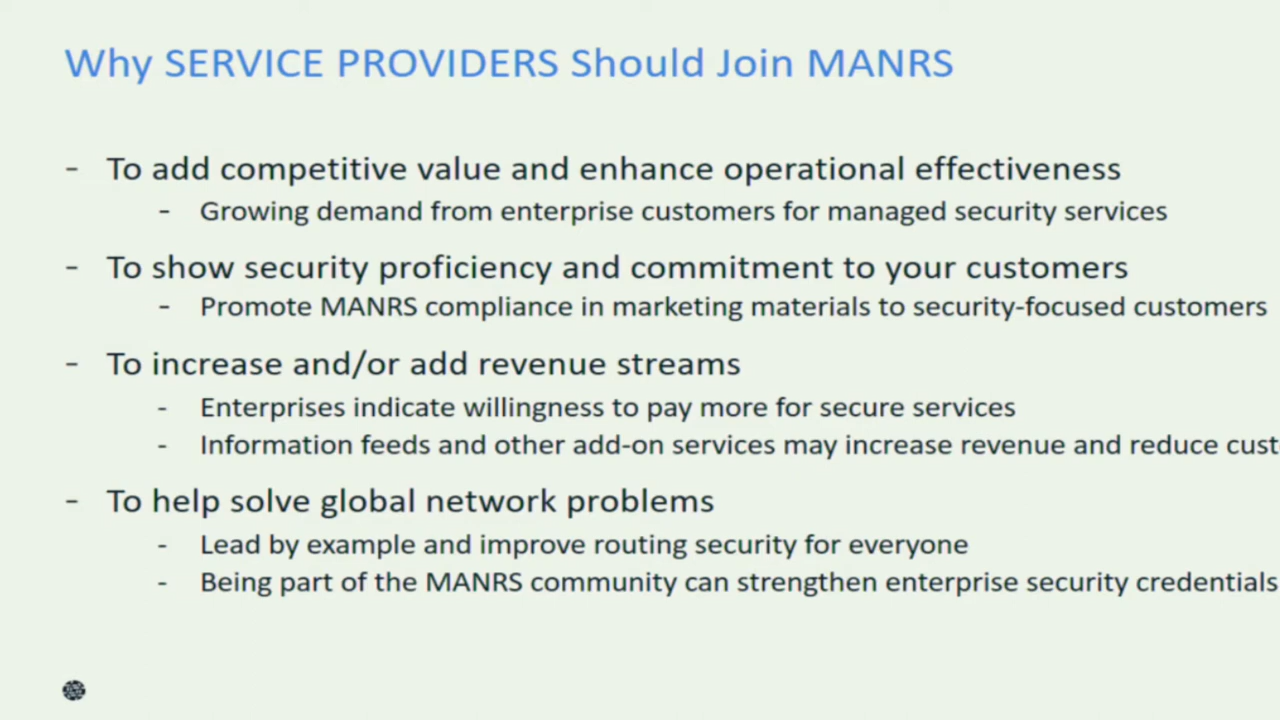 Why SERVICE PROVIDERS Should Join MANRS
- To add competitive value and enhance operational effectiveness
- Growing demand from enterprise customers for managed security services
- To show security proficiency and commitment to your customers
- Promote MANRS compliance in marketing materials to security-focused customers
- To increase and/or add revenue streams
- Enterprises indicate willingness to pay more for secure services
- Information feeds and other add-on services may increase revenue and reduce
- To help solve global network problems
- Lead by example and improve routing security for everyone
- Being part of the MANRS community can strengthen enterprise security credentials